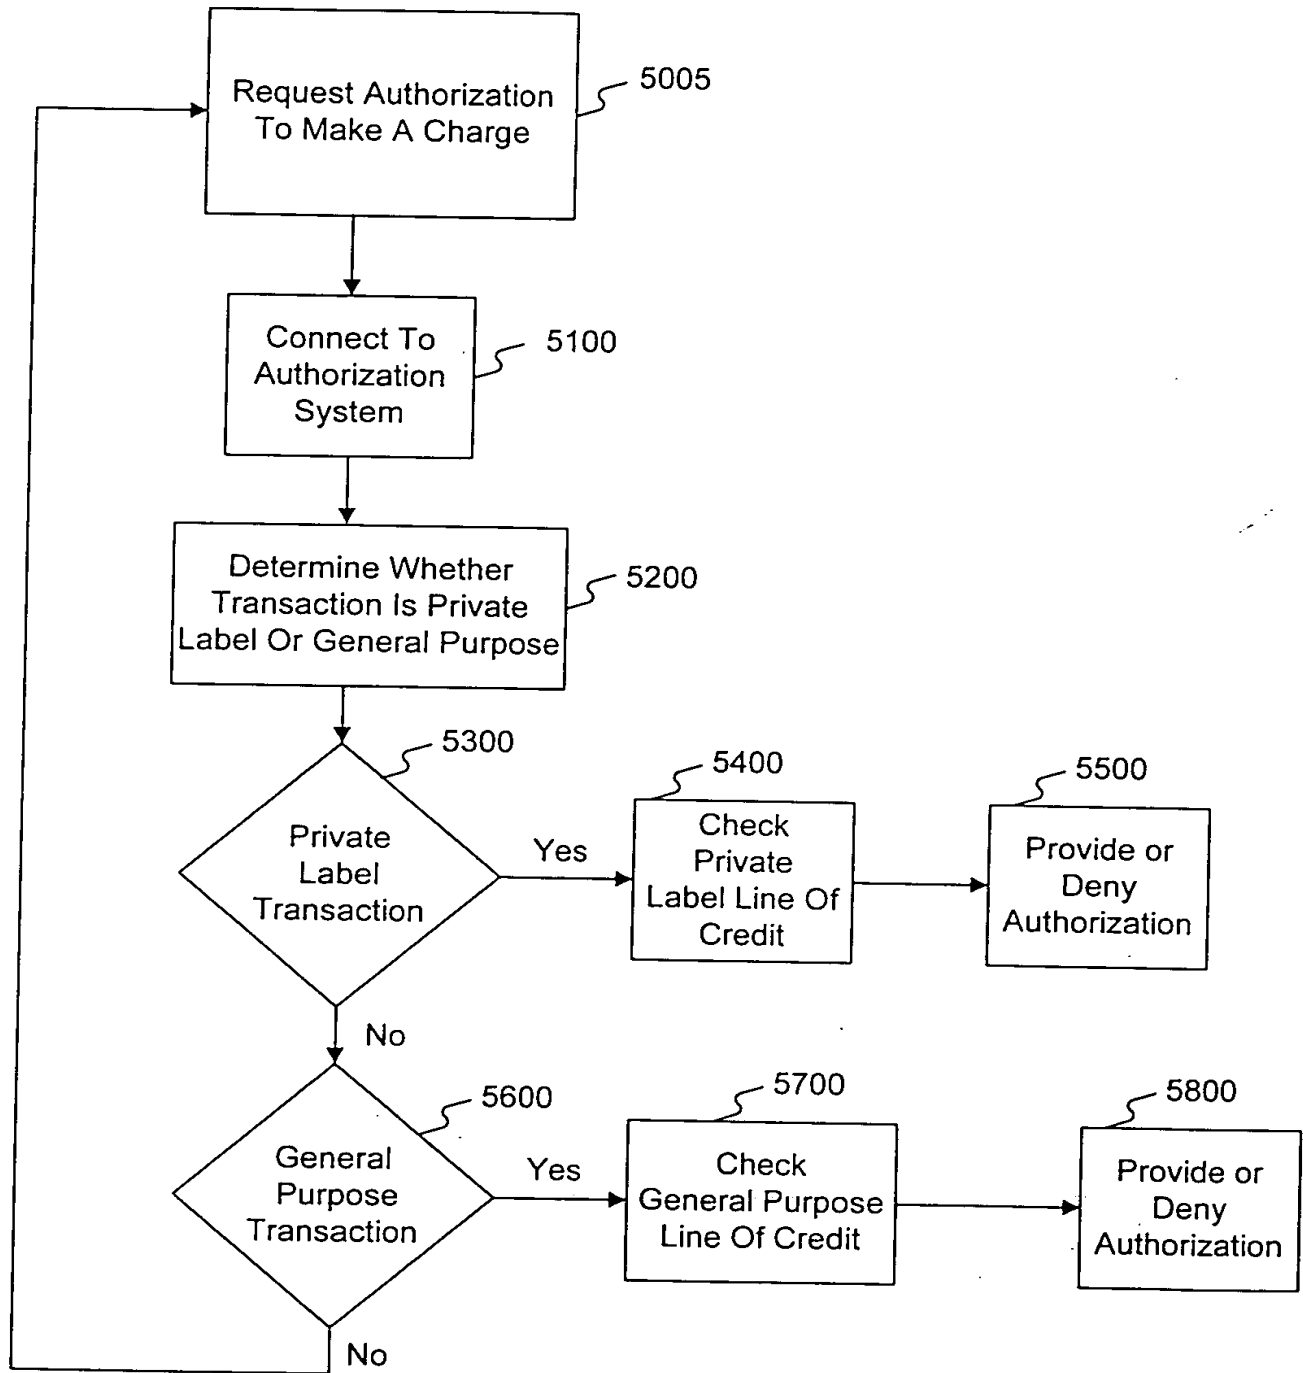 Request Authorization
To Make A Charge
5005
Connect To
Authorization
System
5100
Determine Whether
Transaction Is Private
Label Or General Purpose
5200
Private
Label
Transaction
5300
Yes
Check
Private
Label Line Of
Credit
5400
Provide or
Deny
Authorization
5500
No
General
Purpose
Transaction
5600
Yes
Check
General Purpose
Line Of Credit
5700
Provide or
Deny
Authorization
5800
No